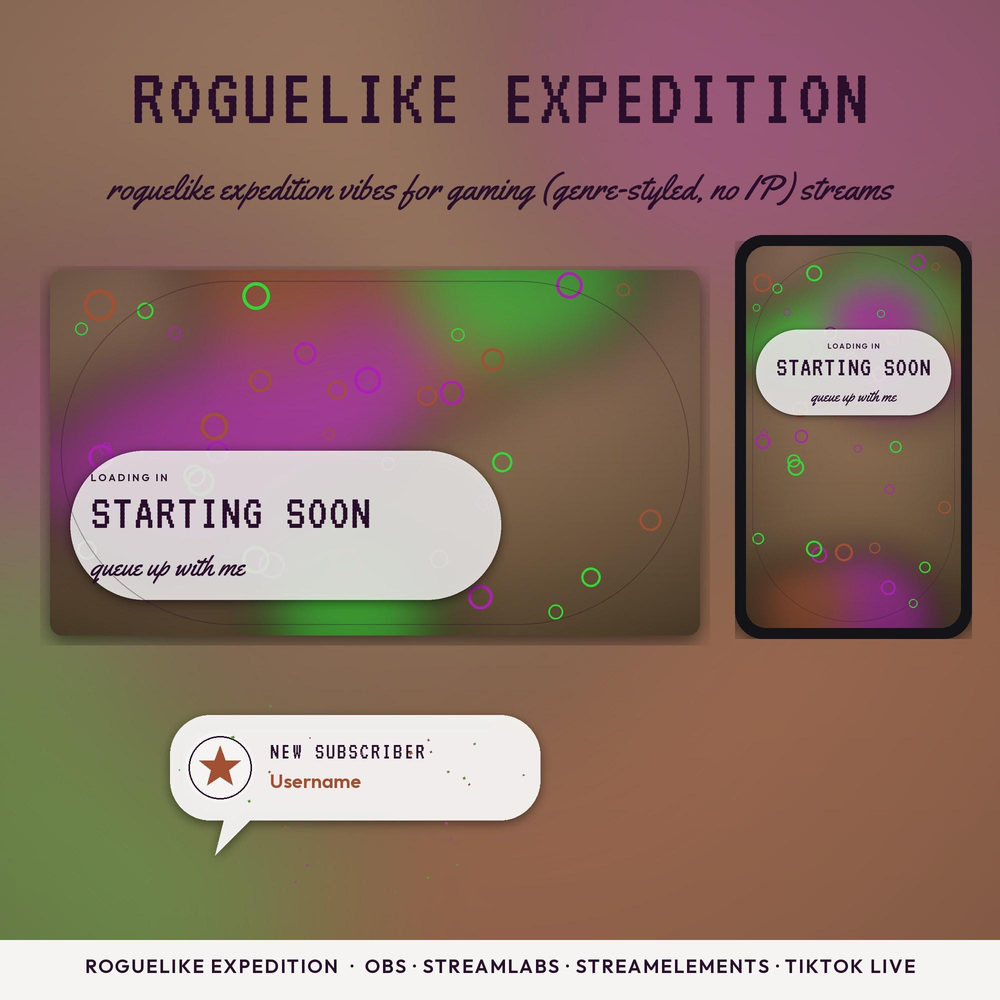 ROGUELIKE EXPEDITION
roguelike expedition vibes for gaming (genre-styled, no IP) streams
LOADING IN
STARTING SOON
queue up with me
LOADING IN
STARTING SOON
queue up with me
NEW SUBSCRIBER
Username
ROGUELIKE EXPEDITION · OBS · STREAMLABS · STREAMELEMENTS · TIKTOK LIVE